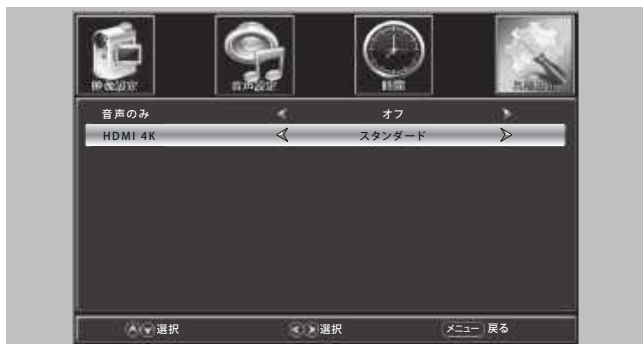 映像設定 音声設定 時間 各種設定
音声のみ オフ
HDMI 4K スタンダード
選択 選択 メニュー 戻る